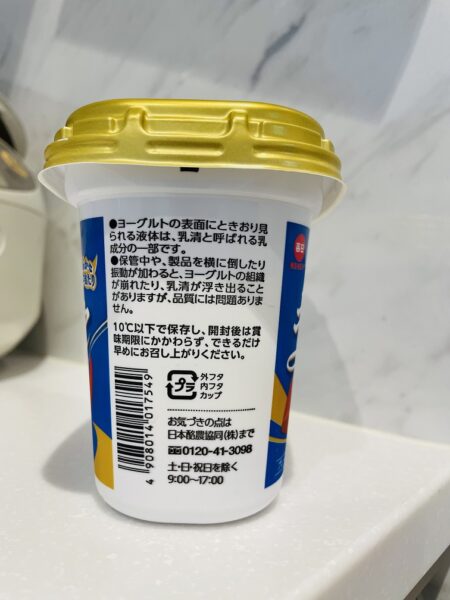 ●ヨーグルトの表面にときおり見
られる液体は、乳清と呼ばれる乳
成分の一部です。
●保管中や、製品を横に倒したり
振動が加わると、ヨーグルトの組織
が崩れたり、乳清が浮き出ること
がありますが、品質には問題ありま
せん。
10℃以下で保存し、開封後は賞
味期限にかかわらず、できるだけ
早めにお召し上がりください。
プラ
外フタ
内フタ
カップ
お気づきの点は
日本酪農協同(株)まで
0120-41-3098
土・日・祝日を除く
9:00〜17:00
4 908014 017549